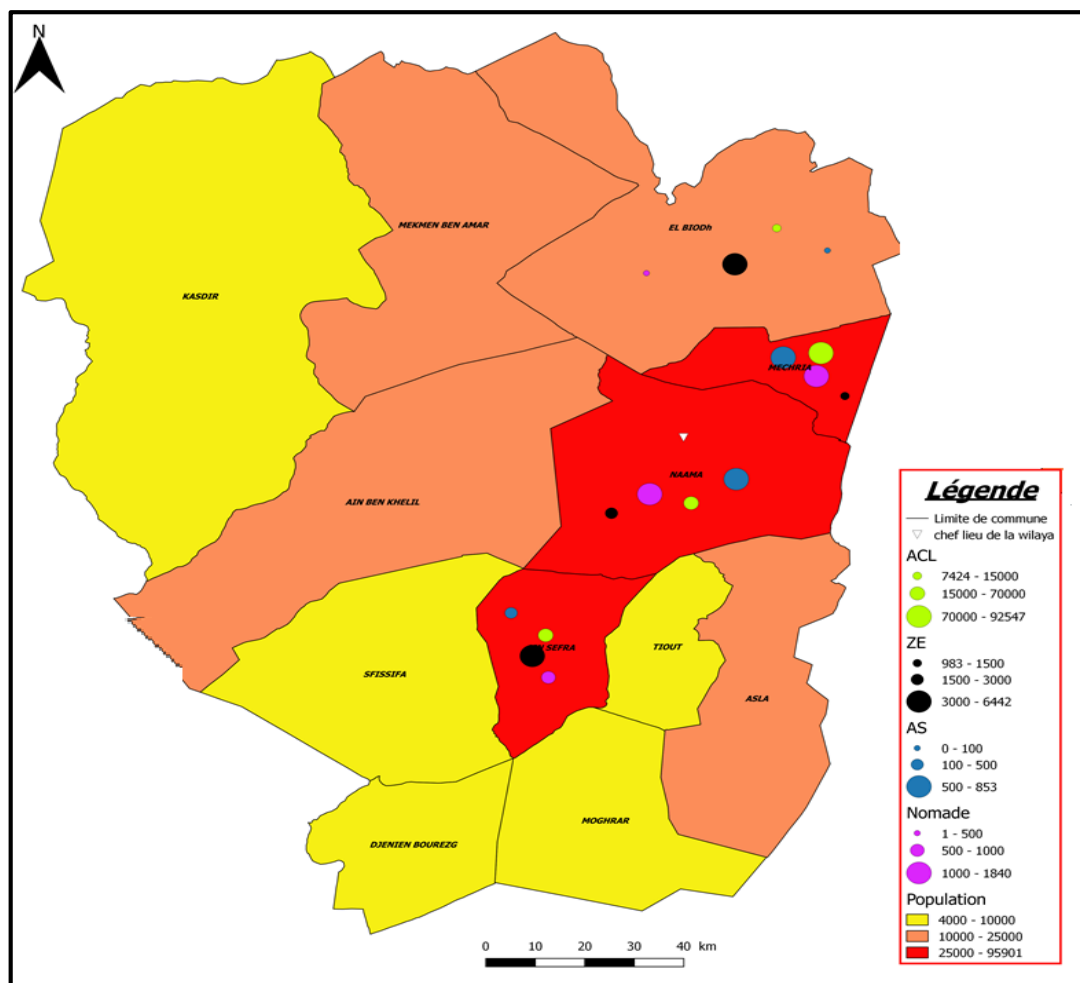 N
MEKMEN BEN AMAR
EL BIODh
KASDIR
MECHRIA
NAAMA
AIN BEN KHELIL
SFISSIFA
SEFRA
TIOUT
ASLA
MOGHRAR
DJENIEN BOUREZG
Légende
Limite de commune
chef lieu de la wilaya
ACL
7424 - 15000
15000 - 70000
70000 - 92547
ZE
983 - 1500
1500 - 3000
3000 - 6442
AS
0 - 100
100 - 500
500 - 853
Nomade
1 - 500
500 - 1000
1000 - 1840
Population
4000 - 10000
10000 - 25000
25000 - 95901
0 10 20 30 40 km